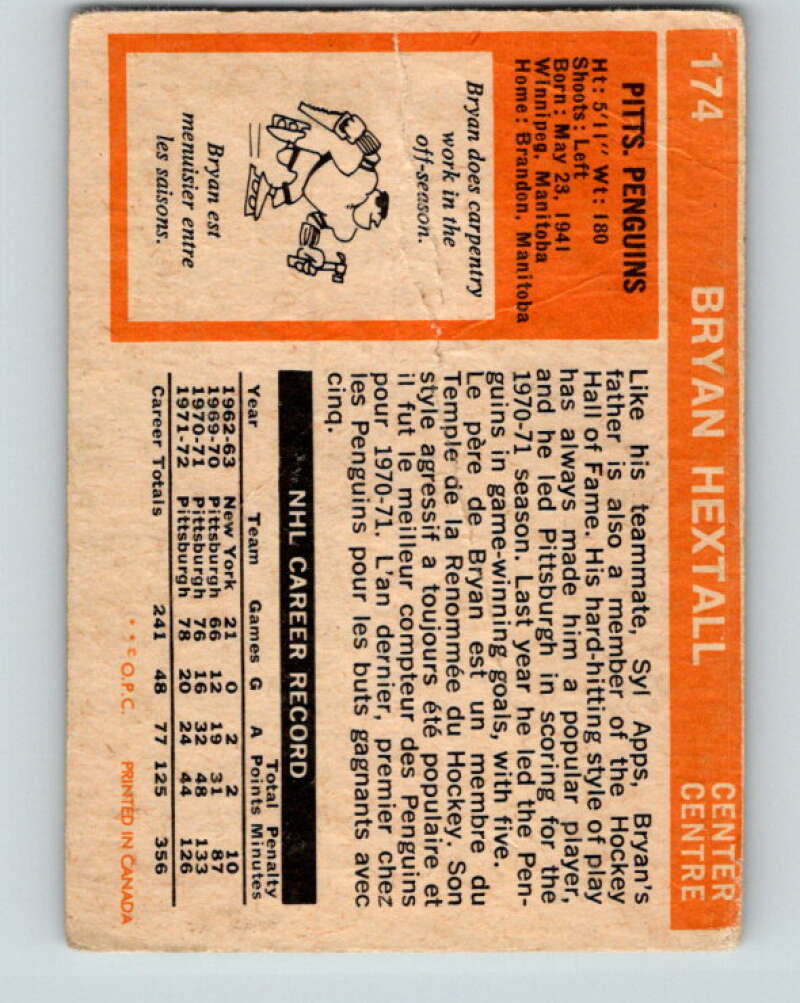 174 BRYAN HEXTALL CENTER
CENTRE
PITTS. PENGUINS
Ht: 5'11" Wt: 180
Shoots: Left
Born: May 23, 1941
Winnipeg, Manitoba
Home: Brandon, Manitoba
Bryan does carpentry
work in the
off-season.
Bryan est
menuisier entre
les saisons.
Like his teammate, Syl Apps, Bryan's
father is also a member of the Hockey
Hall of Fame. His hard-hitting style of play
has always made him a popular player,
and he led Pittsburgh in scoring for the
1970-71 season. Last year he led the Pen-
guins in game-winning goals, with five.
Le père de Bryan est un membre du
Temple de la Renommée du Hockey. Son
style agressif a toujours été populaire et
il fut le meilleur compteur des Penguins
pour 1970-71. L'an dernier, premier chez
les Penguins pour les buts gagnants avec
cinq.
NHL CAREER RECORD
Year Team Games G A Total Points Penalty Minutes
1962-63 New York 21 0 2 2 10
1969-70 Pittsburgh 66 12 19 31 87
1970-71 Pittsburgh 76 16 32 48 133
1971-72 Pittsburgh 78 20 24 44 126
Career Totals 241 48 77 125 356
* * © O.P.C. PRINTED IN CANADA